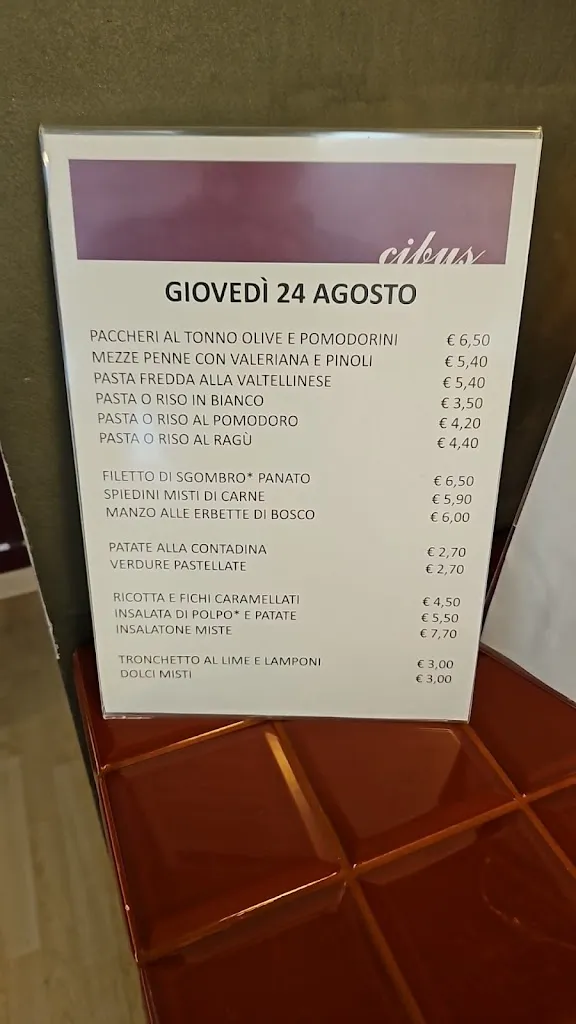 cibus
GIOVEDÌ 24 AGOSTO
PACCHERI AL TONNO OLIVE E POMODORINI € 6,50
MEZZE PENNE CON VALERIANA E PINOLI € 5,40
PASTA FREDDA ALLA VALTELLINESE € 5,40
PASTA O RISO IN BIANCO € 3,50
PASTA O RISO AL POMODORO € 4,20
PASTA O RISO AL RAGÙ € 4,40
FILETTO DI SGOMBRO* PANATO € 6,50
SPIEDINI MISTI DI CARNE € 5,90
MANZO ALLE ERBETTE DI BOSCO € 6,00
PATATE ALLA CONTADINA € 2,70
VERDURE PASTELLATE € 2,70
RICOTTA E FICHI CARAMELLATI € 4,50
INSALATA DI POLPO* E PATATE € 5,50
INSALATONE MISTE € 7,70
TRONCHETTO AL LIME E LAMPONI € 3,00
DOLCI MISTI € 3,00